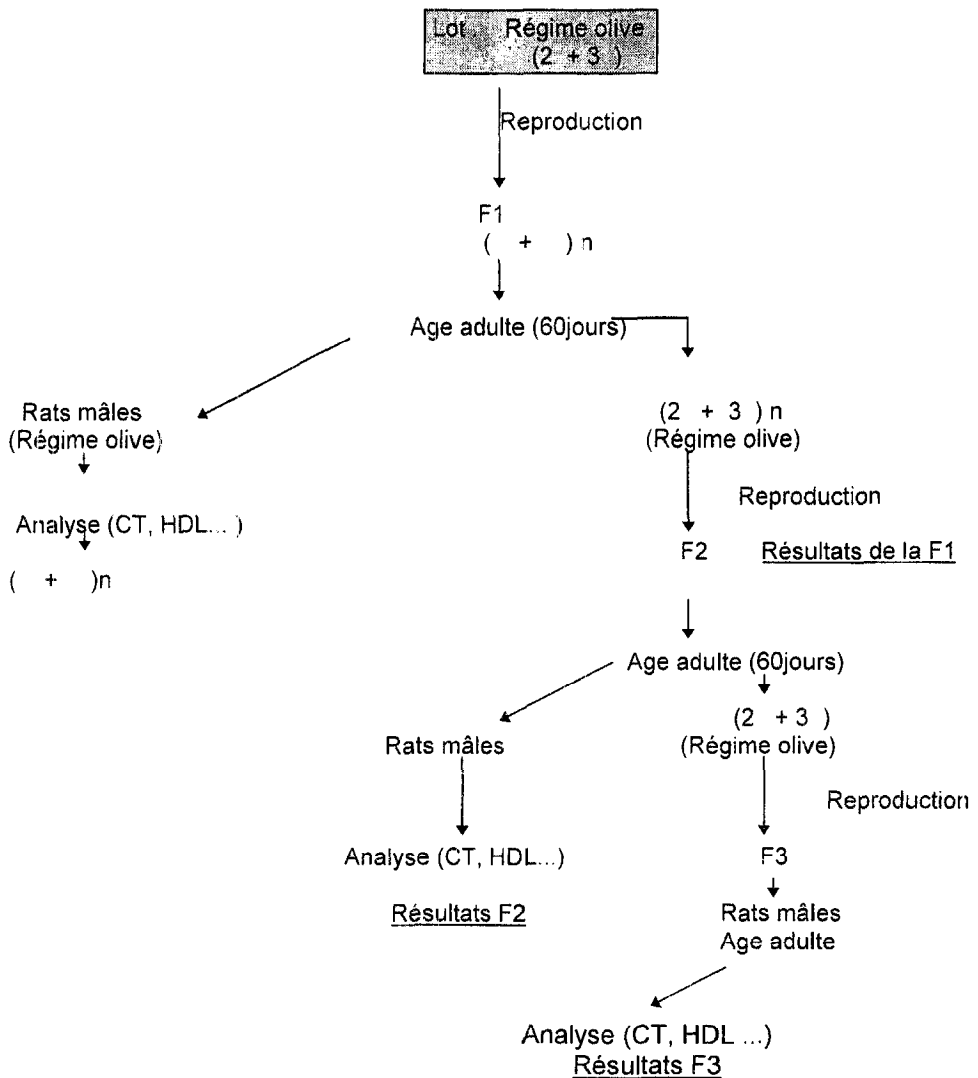 Lot Régime olive
(2 + 3 )
Reproduction
F1
( + ) n
Age adulte (60jours)
Rats mâles
(Régime olive)
Analyse (CT, HDL... )
( + )n
(2 + 3 ) n
(Régime olive)
Reproduction
F2 Résultats de la F1
Age adulte (60jours)
Rats mâles
Analyse (CT, HDL...)
Résultats F2
(2 + 3 )
(Régime olive)
Reproduction
F3
Rats mâles
Age adulte
Analyse (CT, HDL ...)
Résultats F3